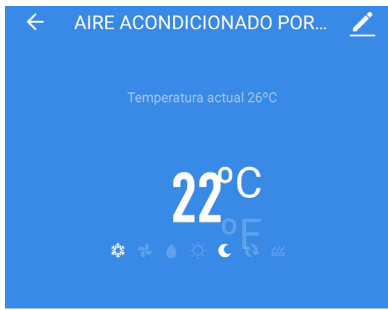 AIRE ACONDICIONADO POR...
Temperatura actual 26ºC
22ºC
ºF